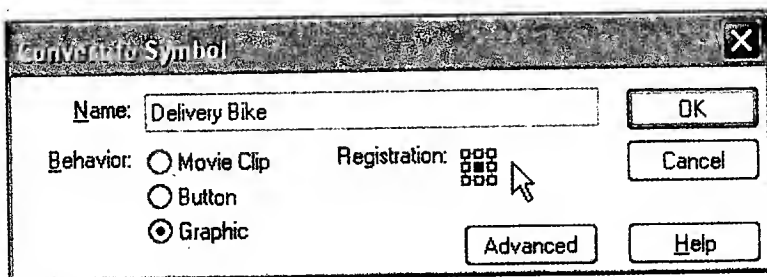 Convert to Symbol
Name: Delivery Bike OK
Behavior: Movie Clip Registration: Cancel
Button
Graphic Advanced Help